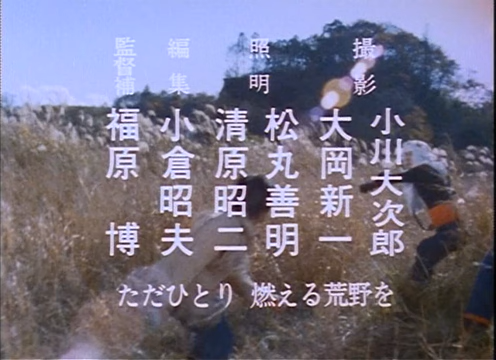 撮影
小川大次郎
大岡新一
照明
松丸善明
清原昭二
編集
小倉昭夫
監督補
福原 博
ただひとり 燃える荒野を